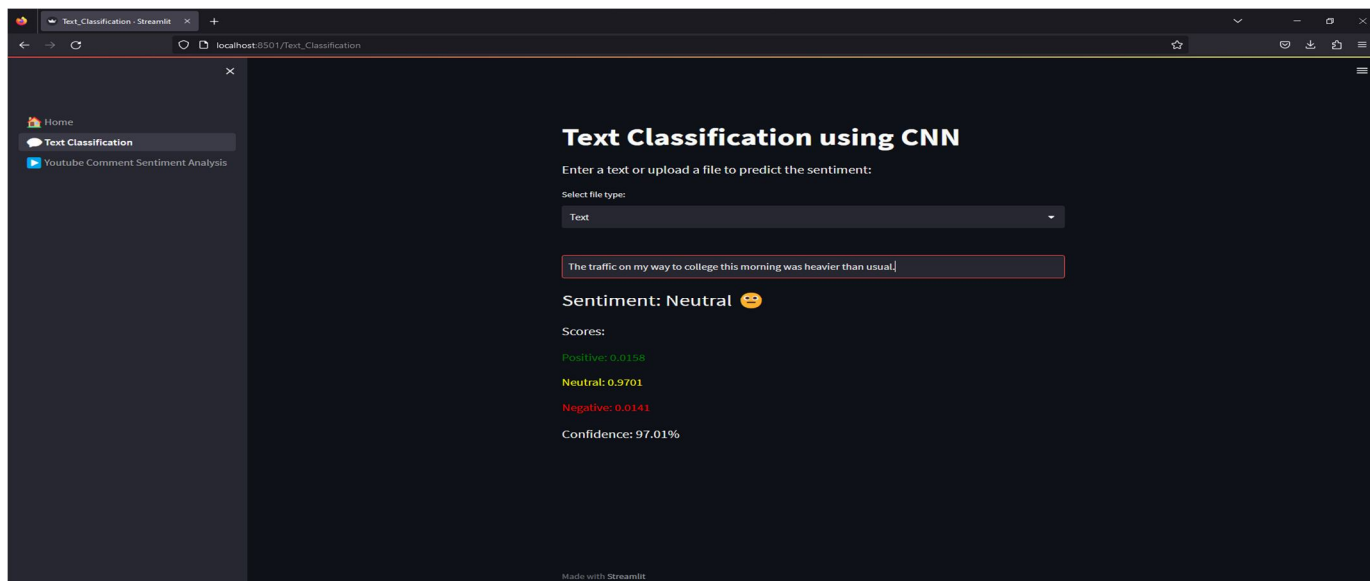 Text_Classification - Streamlit
localhost:8501/Text_Classification
Home
Text Classification
Youtube Comment Sentiment Analysis
Text Classification using CNN
Enter a text or upload a file to predict the sentiment:
Select file type:
Text
The traffic on my way to college this morning was heavier than usual.
Sentiment: Neutral 😐
Scores:
Positive: 0.0158
Neutral: 0.9701
Negative: 0.0141
Confidence: 97.01%
Made with Streamlit